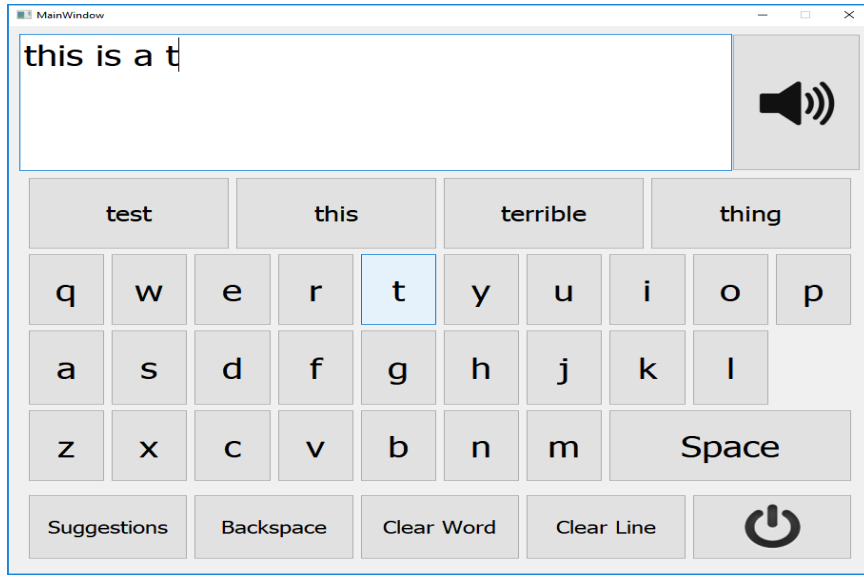 MainWindow
this is a t
test this terrible thing
q w e r t y u i o p
a s d f g h j k l
z x c v b n m Space
Suggestions Backspace Clear Word Clear Line